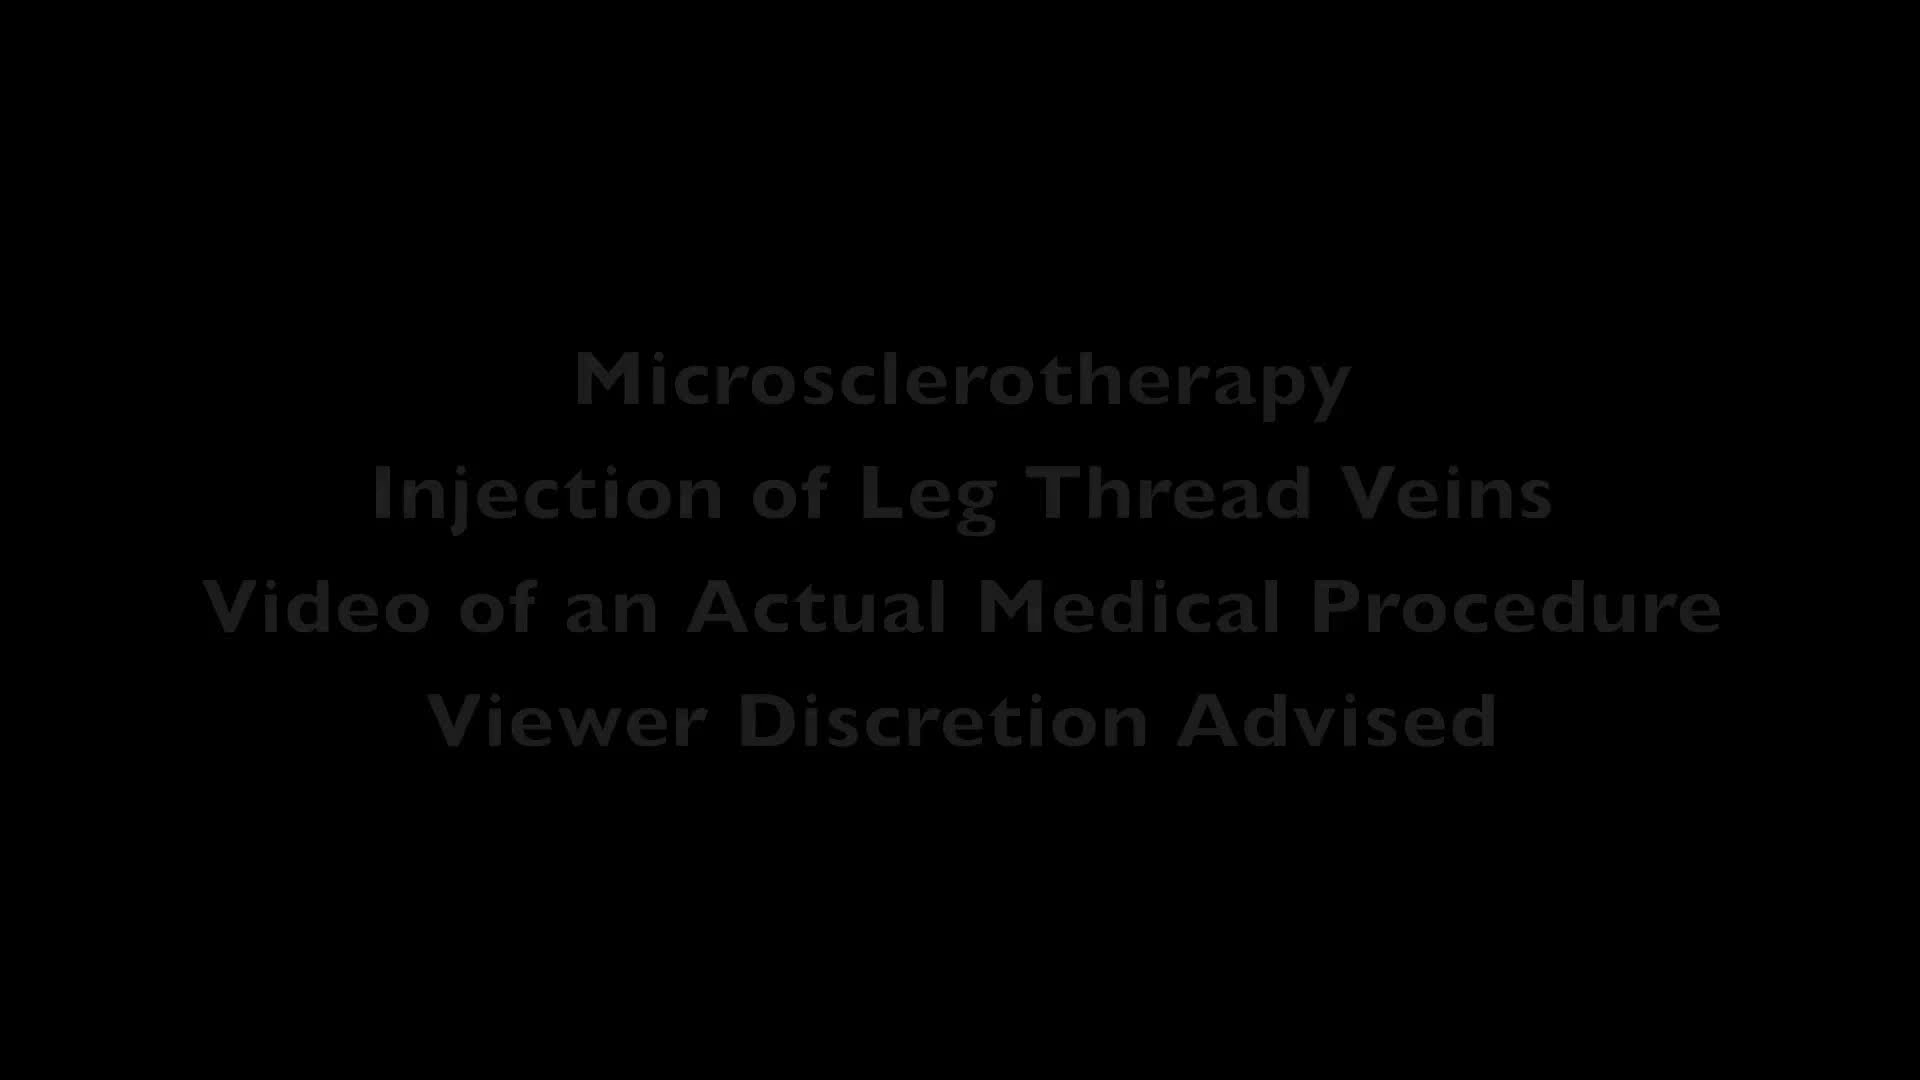 Microsclerotherapy
Injection of Leg Thread Veins
Video of an Actual Medical Procedure
Viewer Discretion Advised